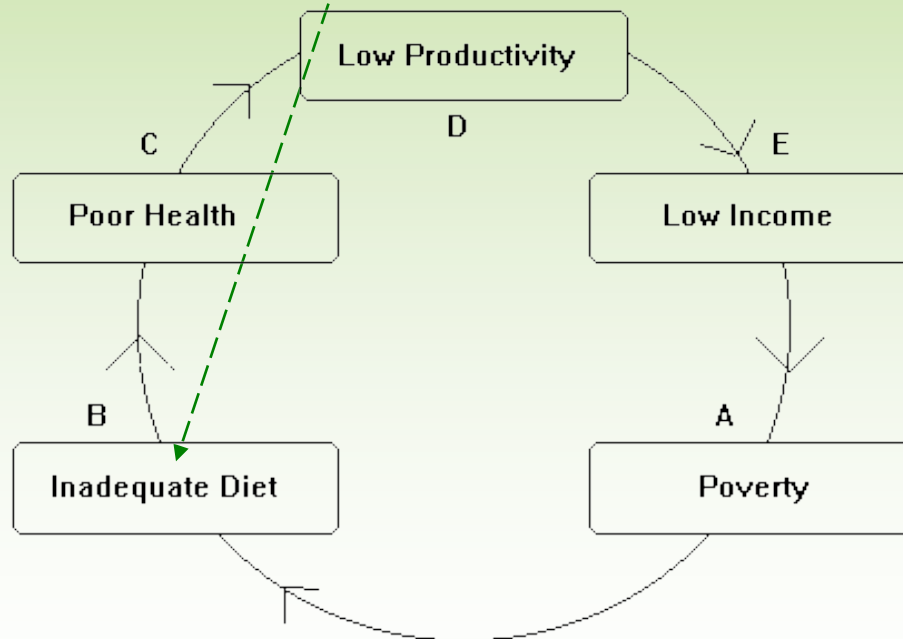 Low Productivity
D
C
E
Poor Health
Low Income
B
A
Inadequate Diet
Poverty